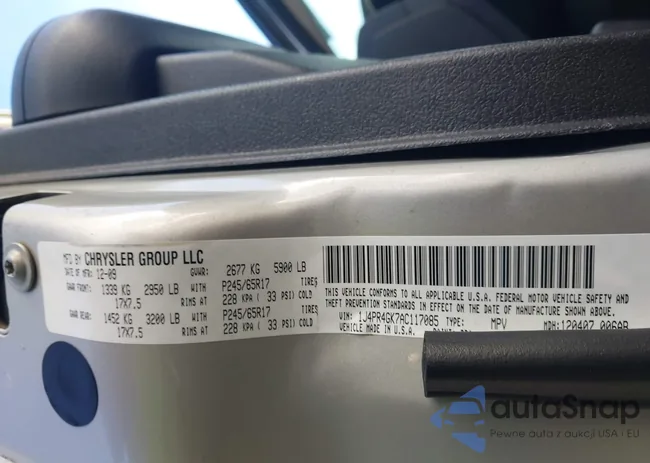 MFD BY CHRYSLER GROUP LLC
DATE OF MFR: 12-09 GVWR: 2677 KG 5900 LB
GAWR FRONT: 1339 KG 2950 LB WITH P245/65R17 TIRES
17X7.5 RIMS AT 228 KPA ( 33 PSI) COLD
GAWR REAR: 1452 KG 3200 LB WITH P245/65R17 TIRES
17X7.5 RIMS AT 228 KPA ( 33 PSI) COLD
THIS VEHICLE CONFORMS TO ALL APPLICABLE U.S.A. FEDERAL MOTOR VEHICLE SAFETY AND
THEFT PREVENTION STANDARDS IN EFFECT ON THE DATE OF MANUFACTURE SHOWN ABOVE.
VIN: 1J4PR4GK7AC117085 TYPE: MPV MDH: 120407 006AB
MADE IN U.S.A.
autoSnap
Pewne auta z aukcji USA i EU